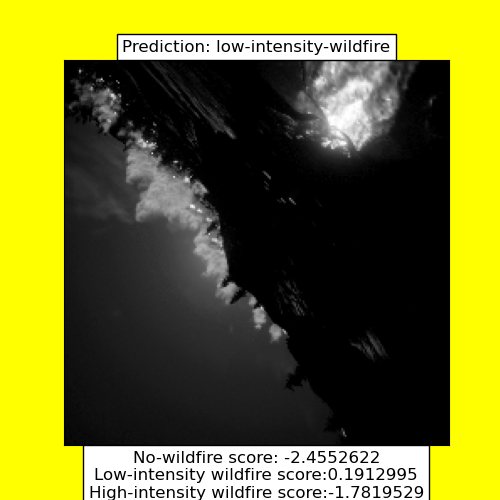 Prediction: low-intensity-wildfire
No-wildfire score: -2.4552622
Low-intensity wildfire score:0.1912995
High-intensity wildfire score:-1.7819529